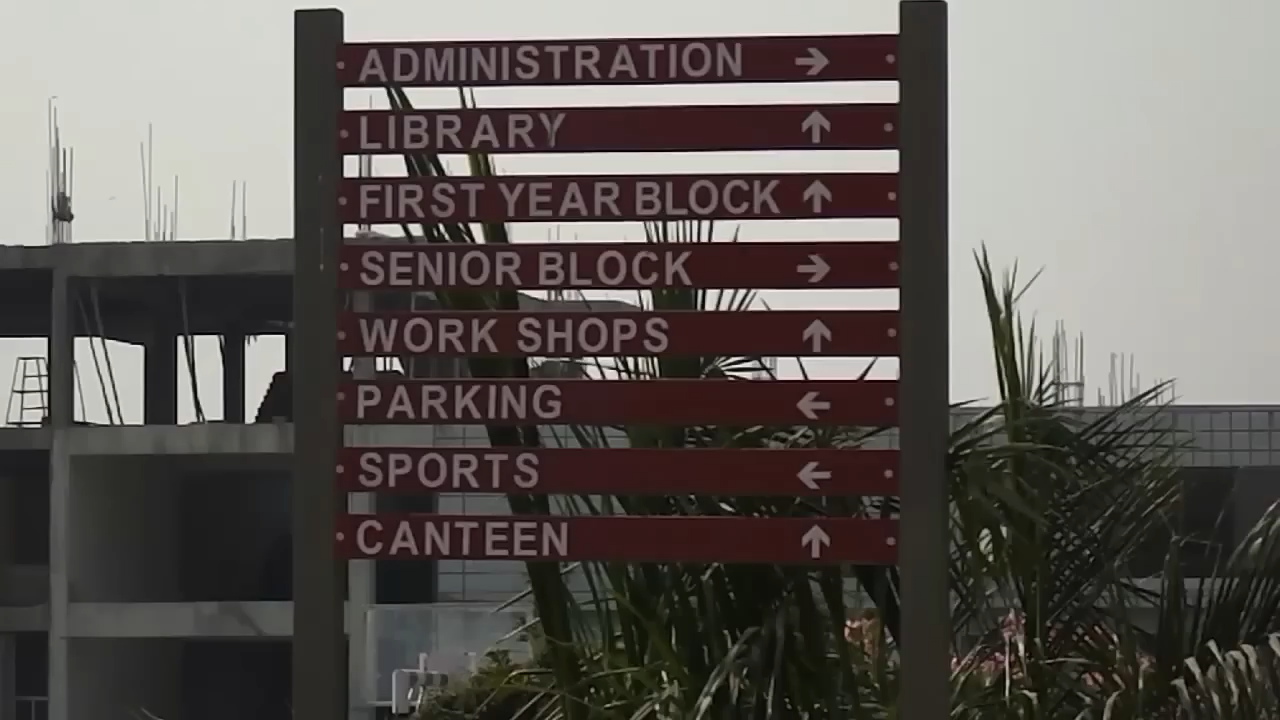 ADMINISTRATION →
LIBRARY ↑
FIRST YEAR BLOCK ↑
SENIOR BLOCK →
WORK SHOPS ↑
PARKING ←
SPORTS ←
CANTEEN ↑